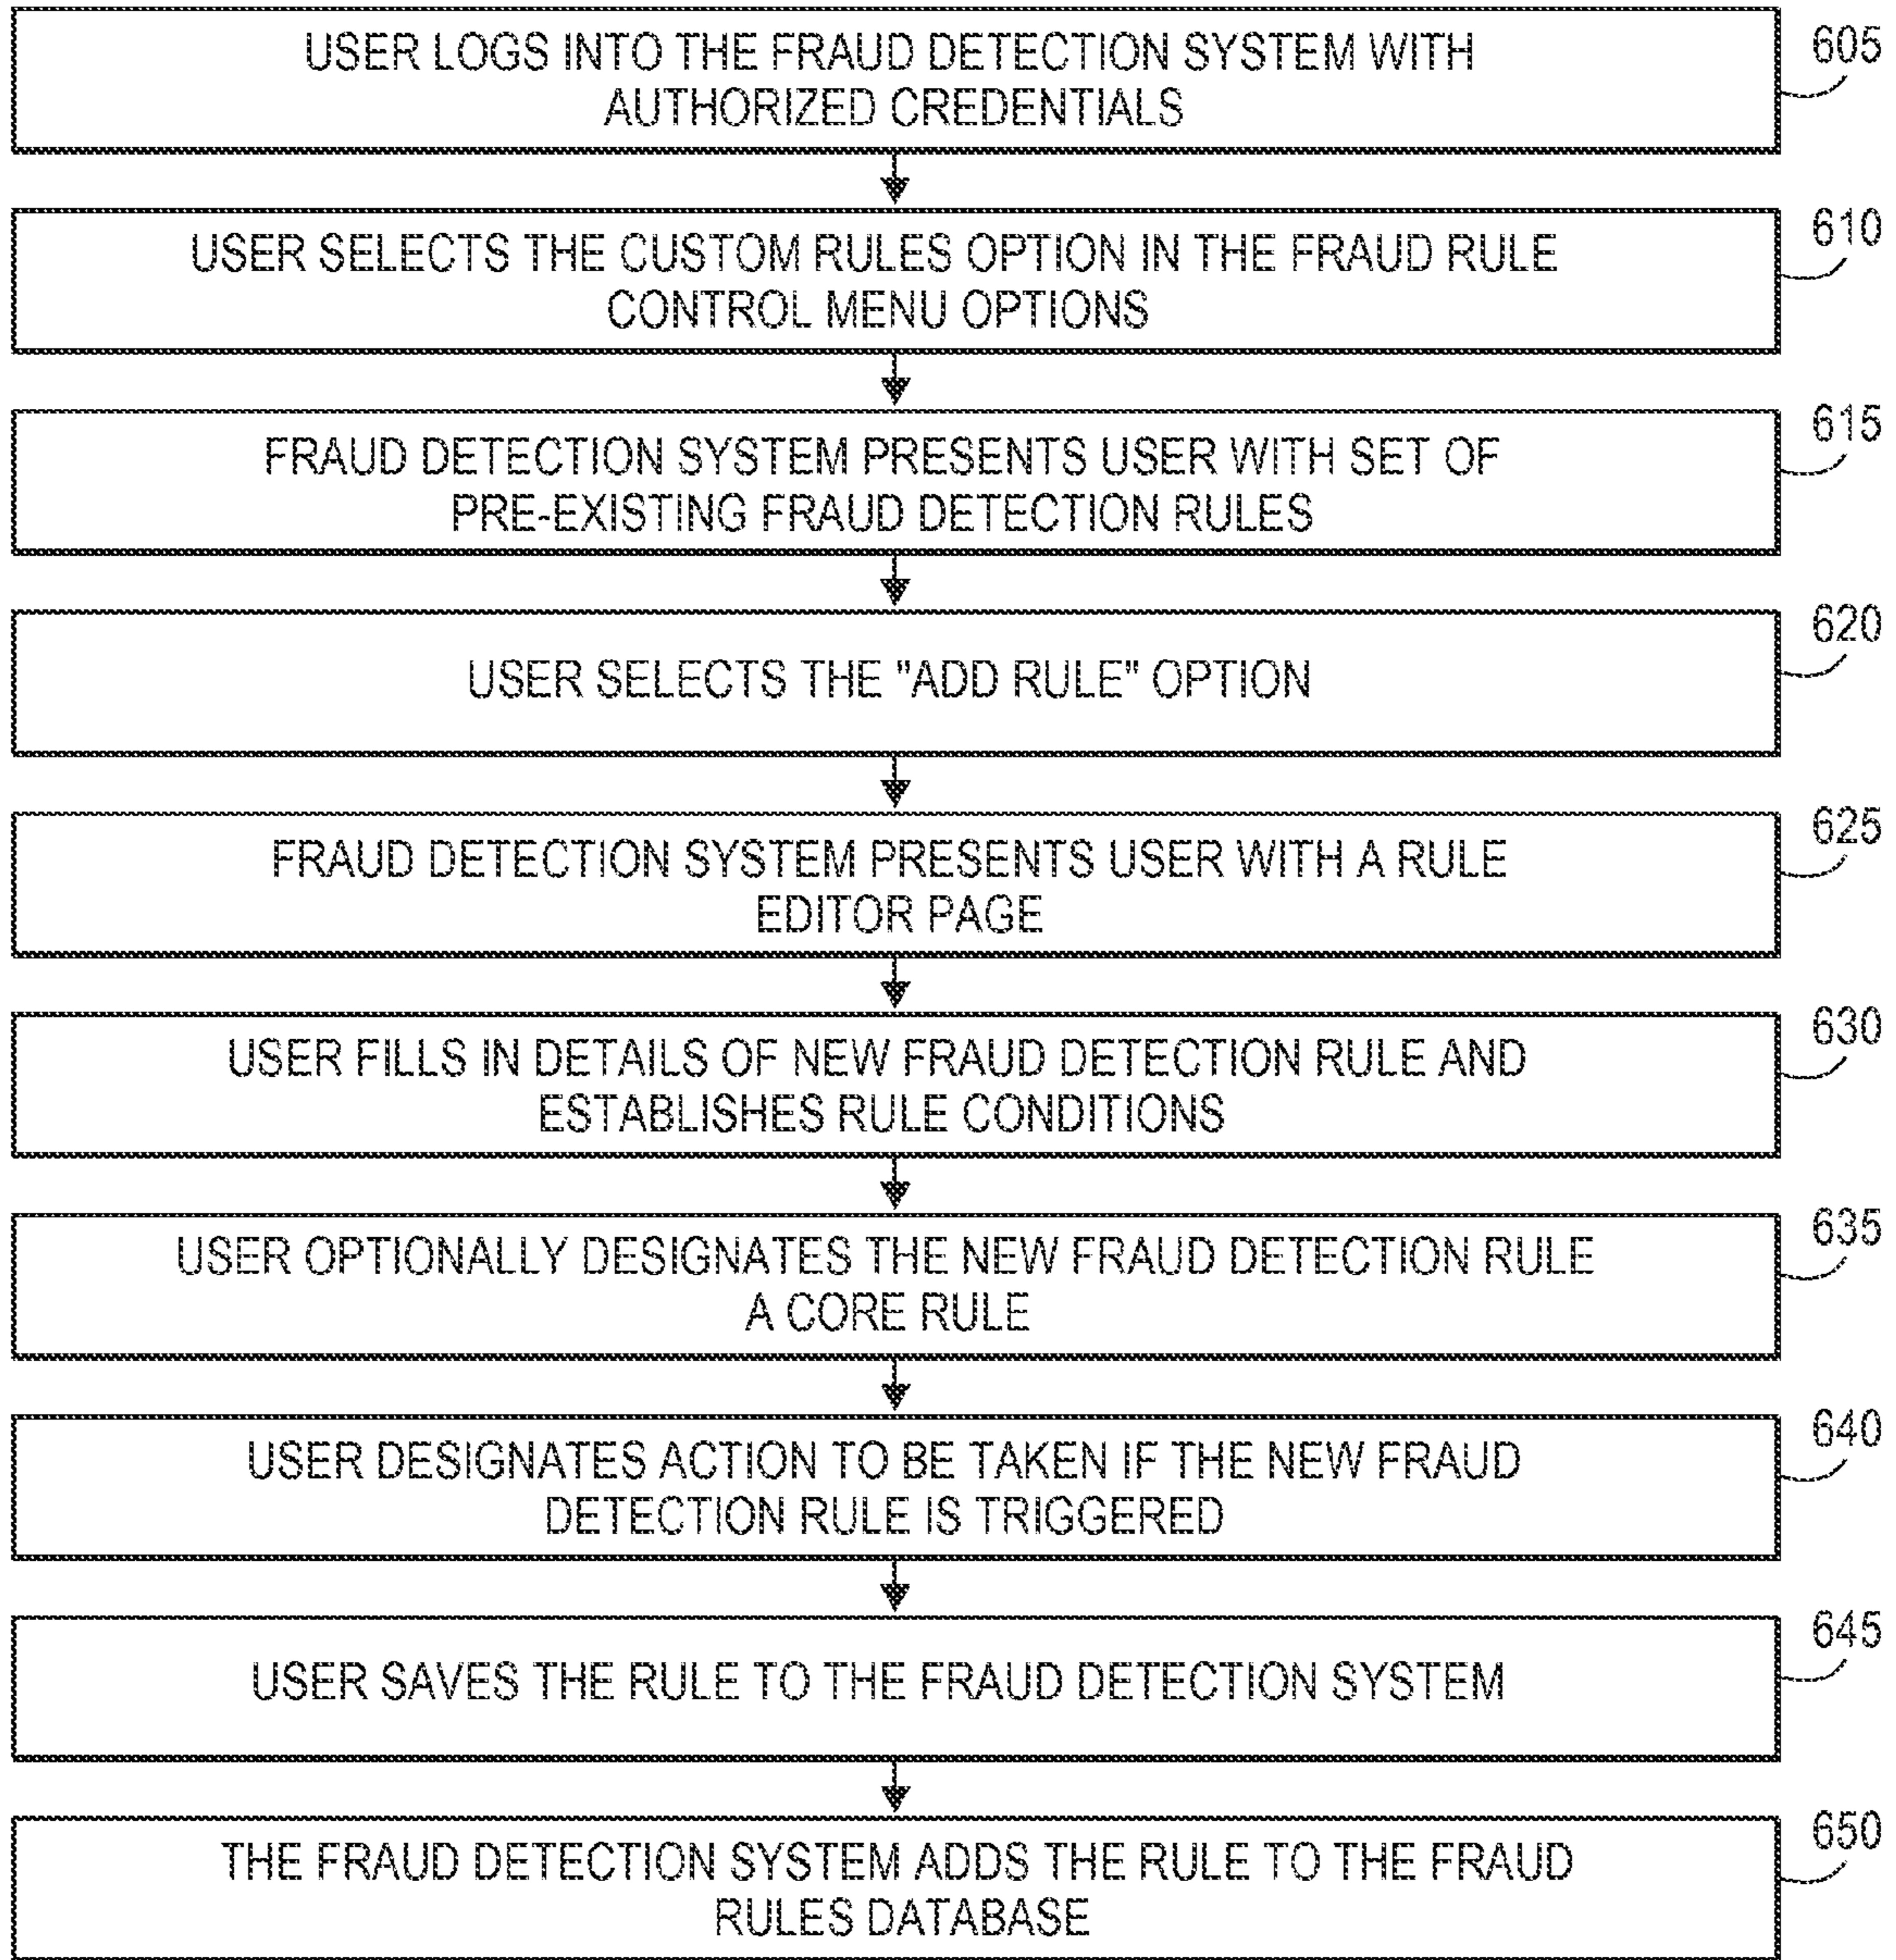 USER LOGS INTO THE FRAUD DETECTION SYSTEM WITH
AUTHORIZED CREDENTIALS
605
USER SELECTS THE CUSTOM RULES OPTION IN THE FRAUD RULE
CONTROL MENU OPTIONS
610
FRAUD DETECTION SYSTEM PRESENTS USER WITH SET OF
PRE-EXISTING FRAUD DETECTION RULES
615
USER SELECTS THE "ADD RULE" OPTION
620
FRAUD DETECTION SYSTEM PRESENTS USER WITH A RULE
EDITOR PAGE
625
USER FILLS IN DETAILS OF NEW FRAUD DETECTION RULE AND
ESTABLISHES RULE CONDITIONS
630
USER OPTIONALLY DESIGNATES THE NEW FRAUD DETECTION RULE
A CORE RULE
635
USER DESIGNATES ACTION TO BE TAKEN IF THE NEW FRAUD
DETECTION RULE IS TRIGGERED
640
USER SAVES THE RULE TO THE FRAUD DETECTION SYSTEM
645
THE FRAUD DETECTION SYSTEM ADDS THE RULE TO THE FRAUD
RULES DATABASE
650